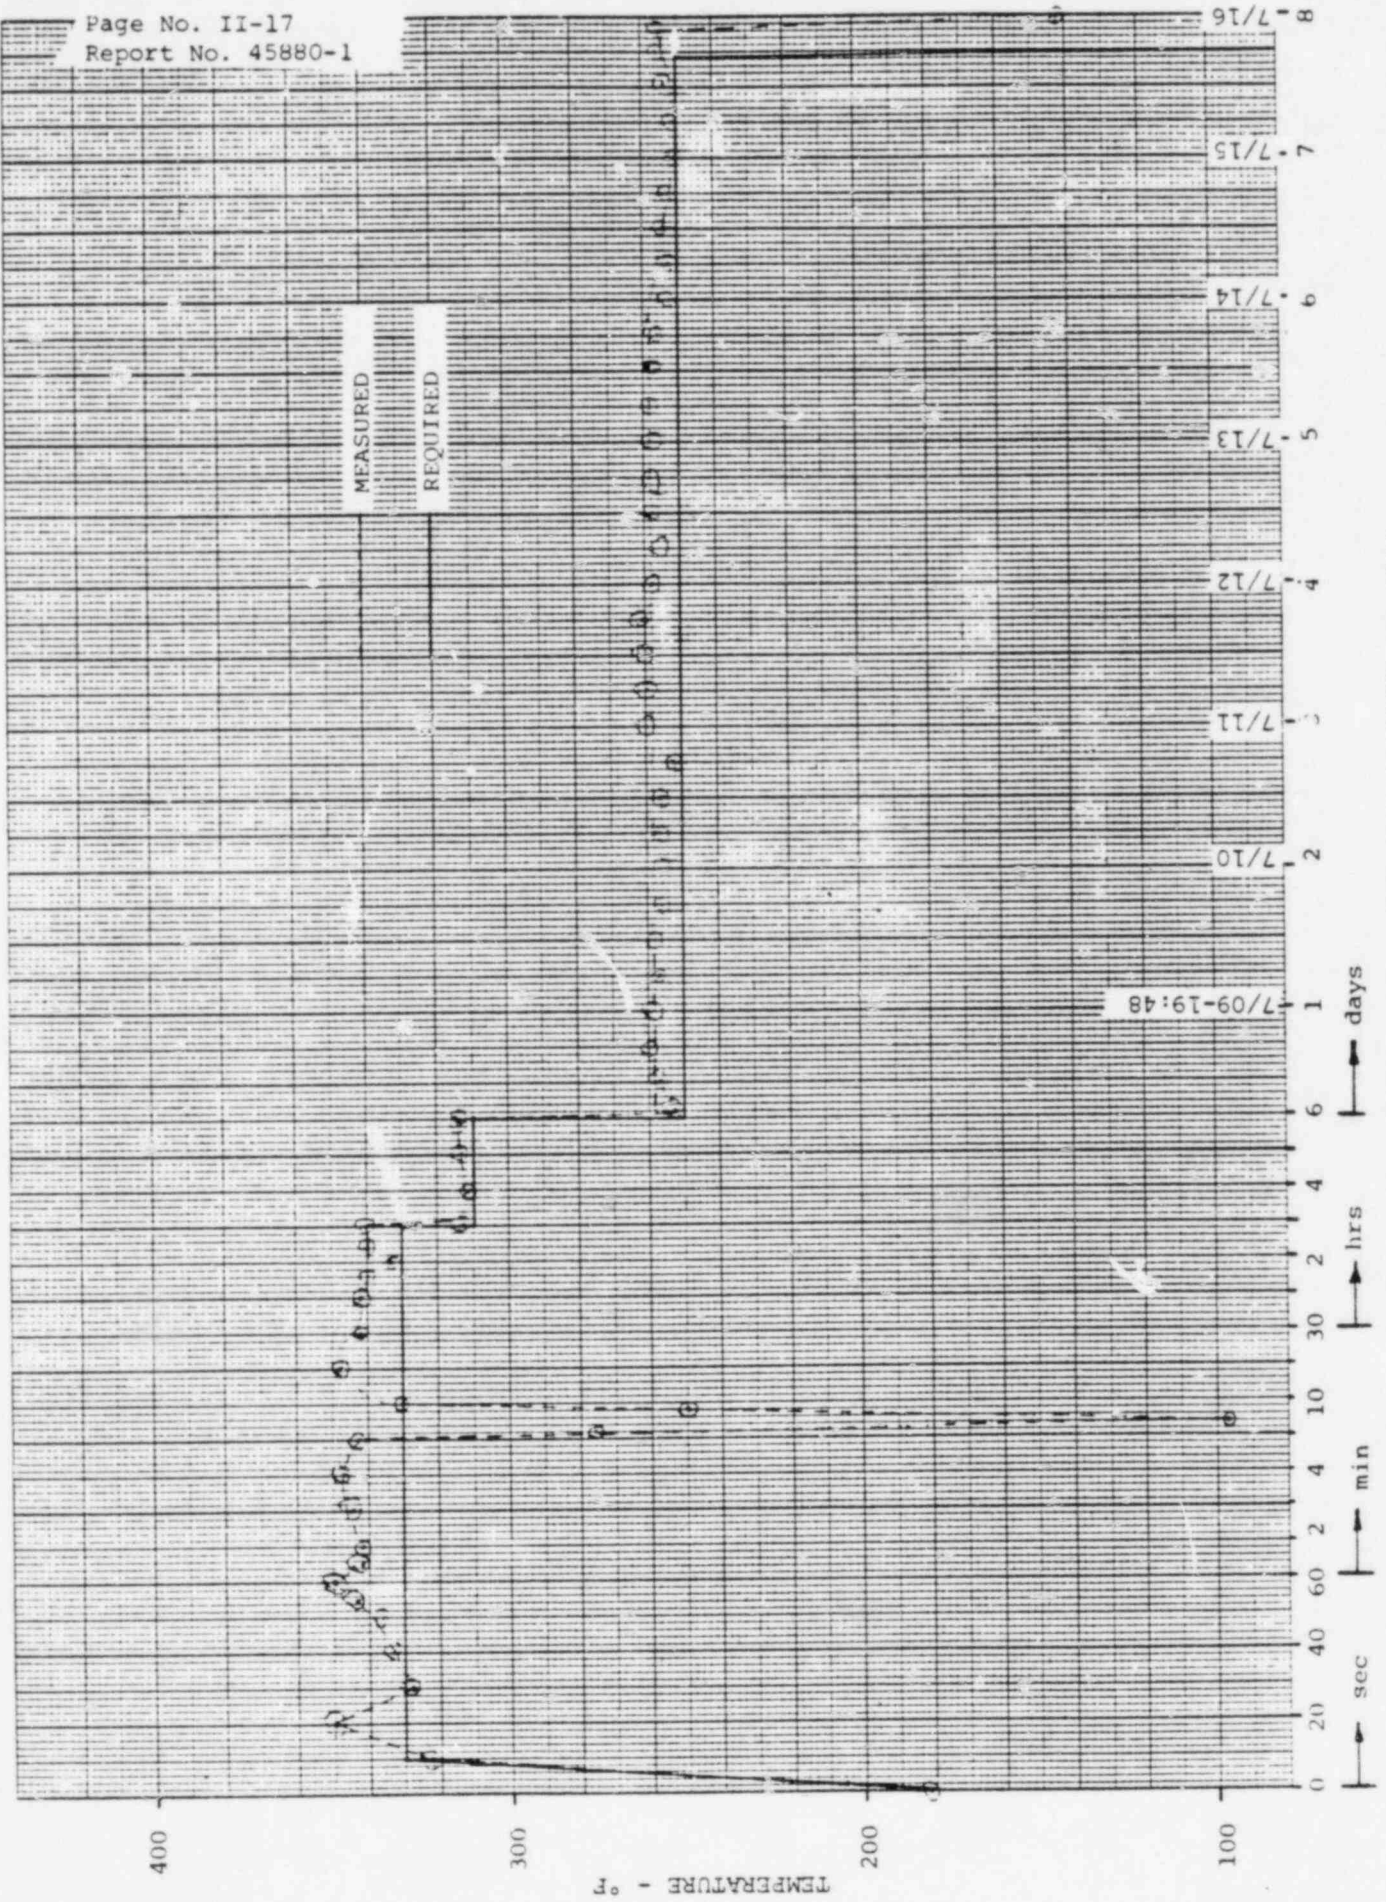 Page No. II-17
Report No. 45880-1
MEASURED
REQUIRED
TEMPERATURE - °F
400
300
200
100
0 20 40 60 2 4 10 30 2 4 6 1 2 3 4 5 6 7 8
sec min hrs days
7/09-19:48
7/10
7/11
7/12
7/13
7/14
7/15
7/16